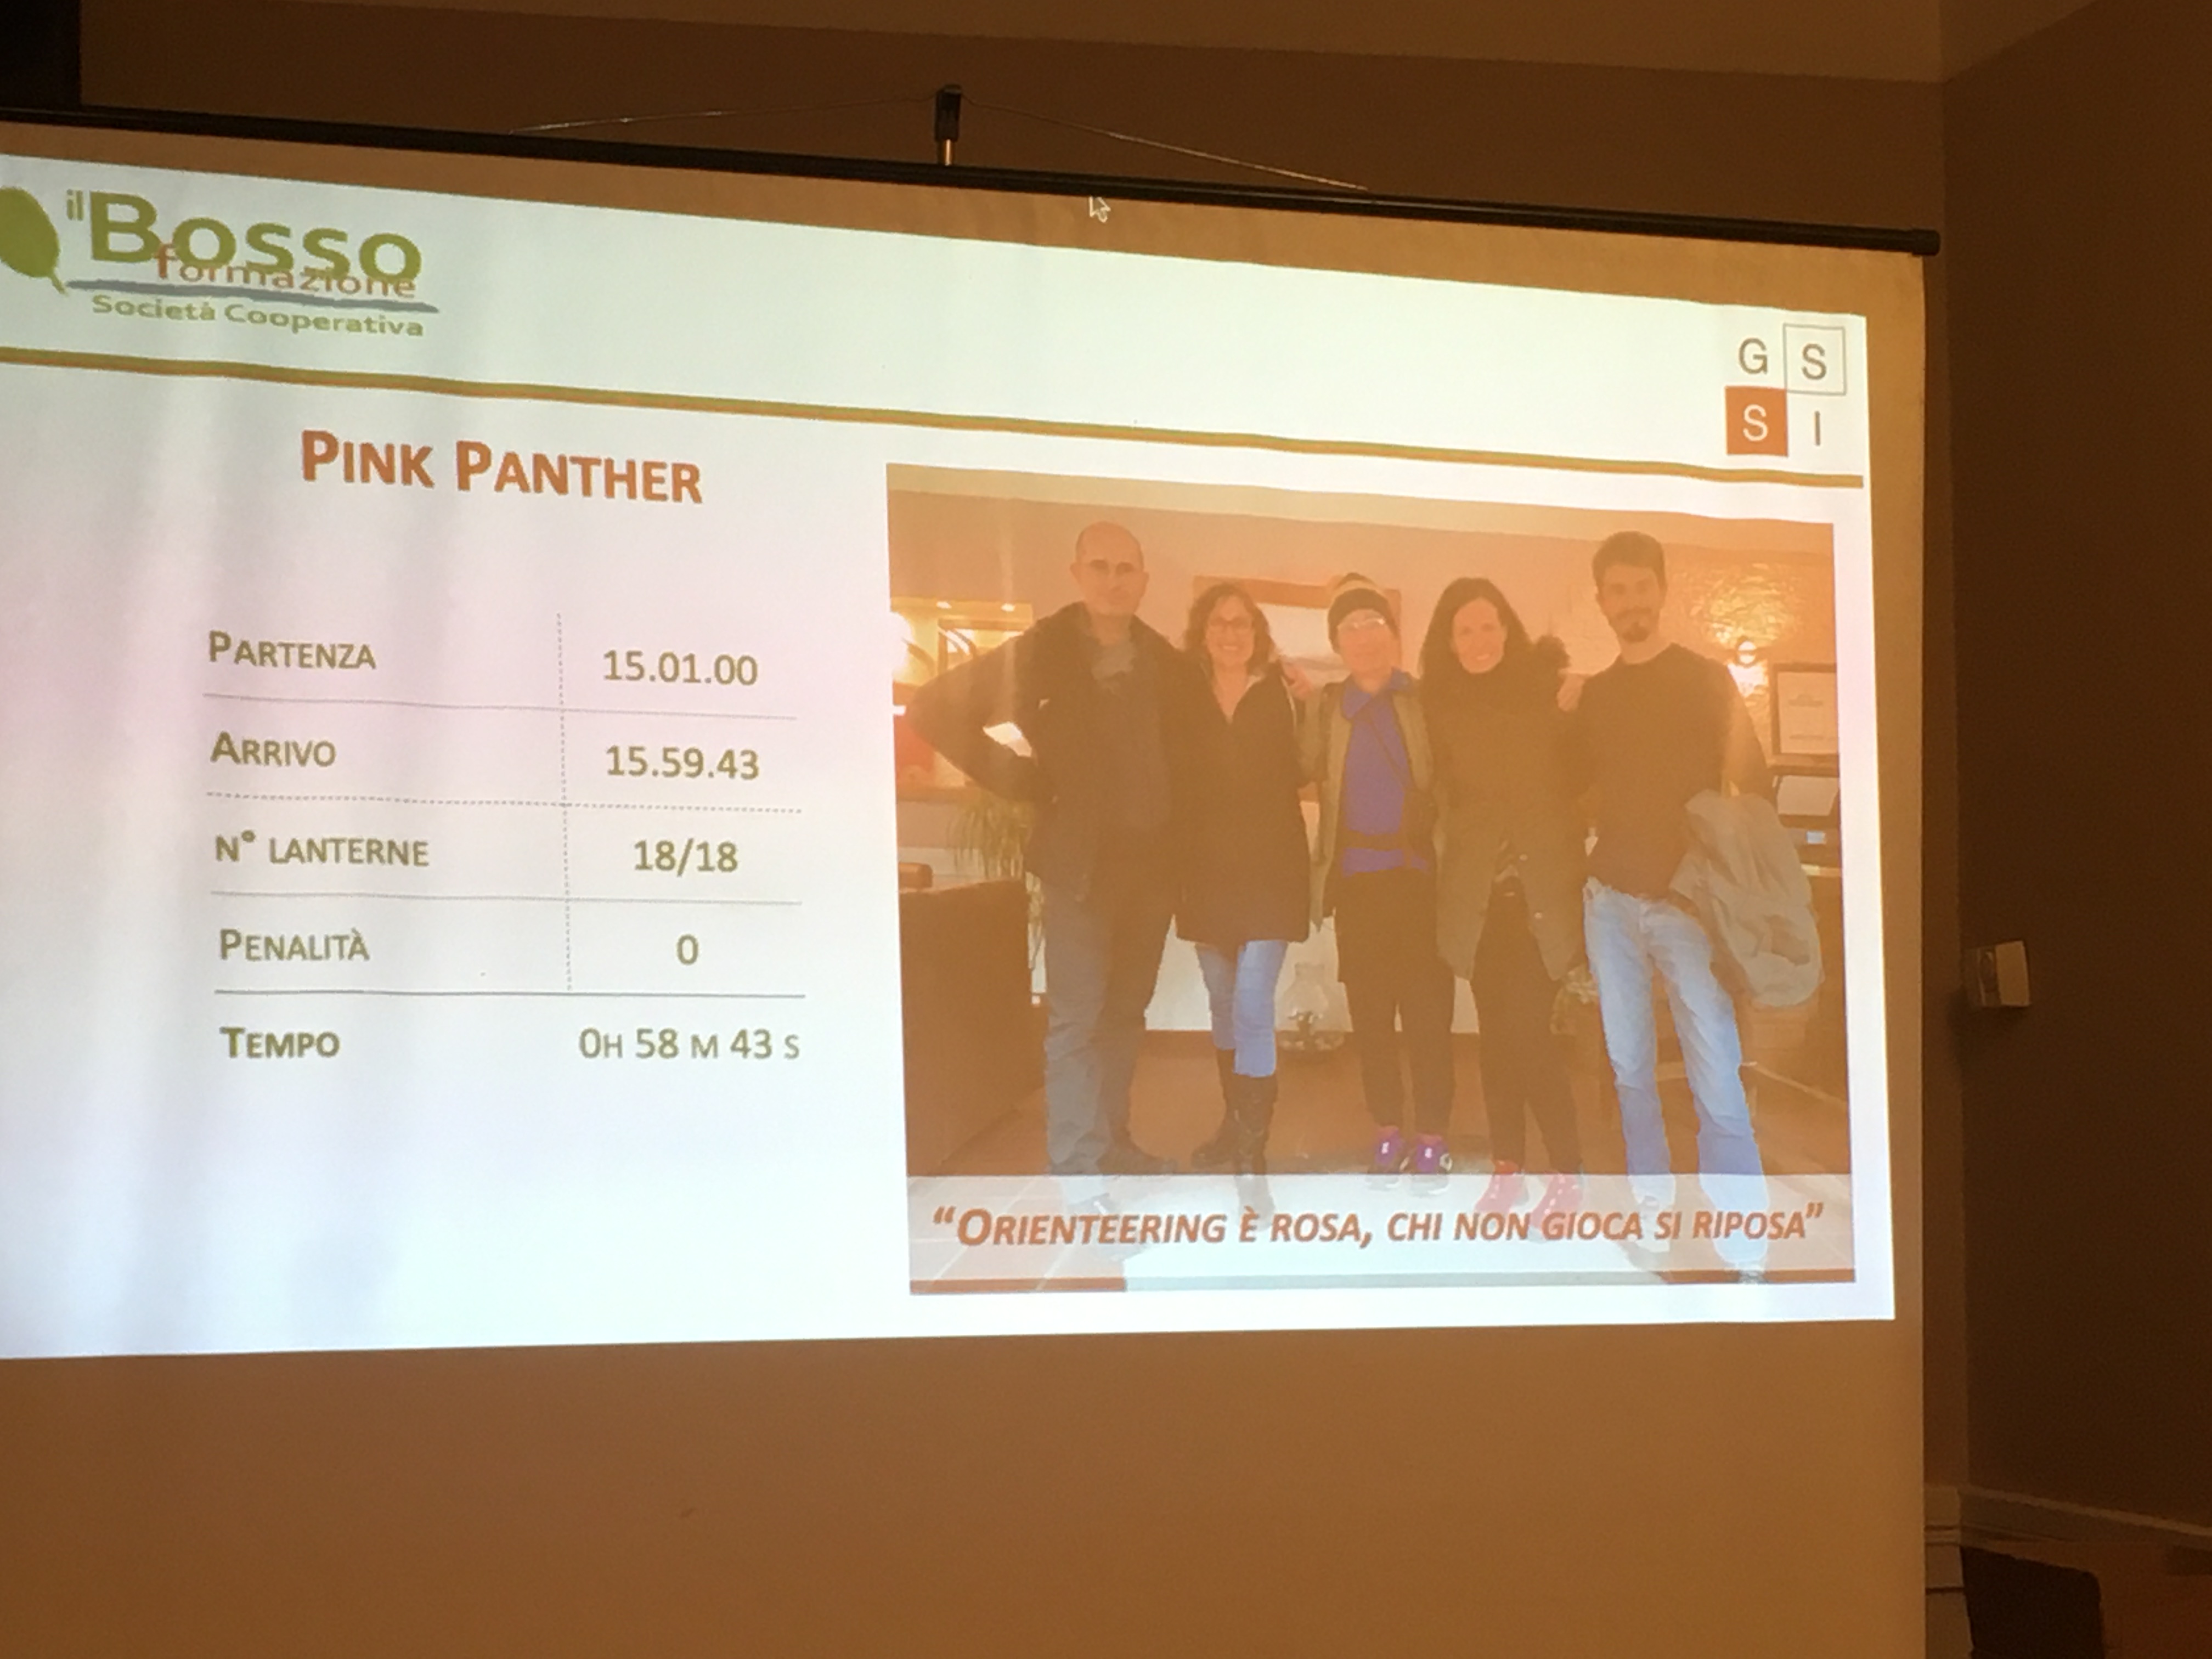 il Bosso
formazione
Società Cooperativa
G S
S I
PINK PANTHER
PARTENZA 15.01.00
ARRIVO 15.59.43
N° LANTERNE 18/18
PENALITÀ 0
TEMPO 0H 58 M 43 S
“ORIENTEERING È ROSA, CHI NON GIOCA SI RIPOSA”